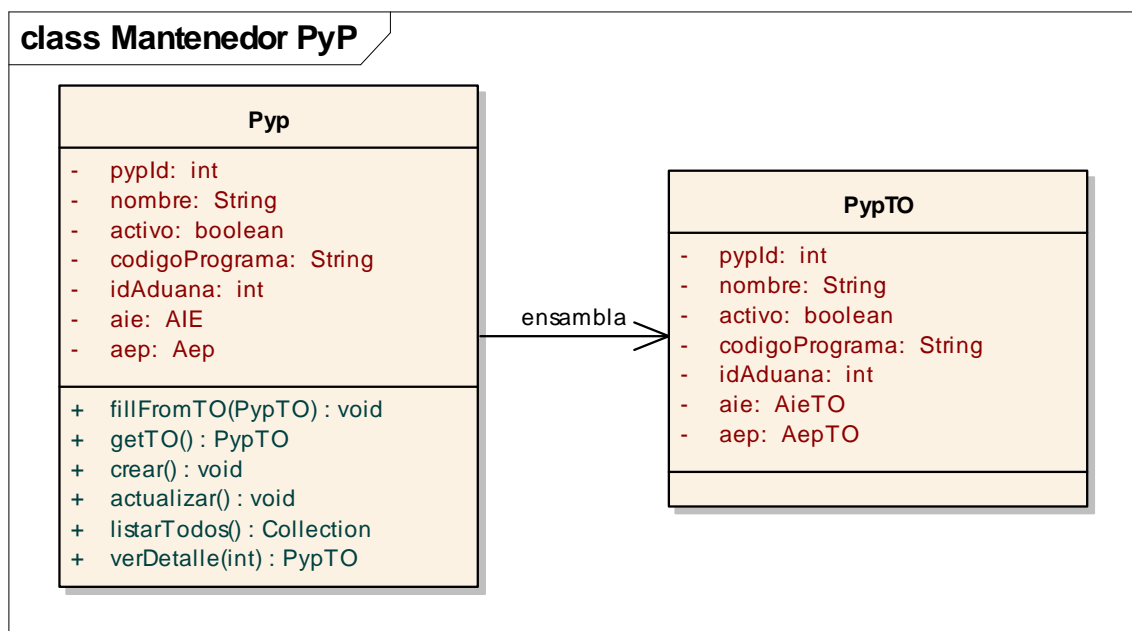 class Mantenedor PyP
Pyp
- pypId: int
- nombre: String
- activo: boolean
- codigoPrograma: String
- idAduana: int
- aie: AIE
- aep: Aep
+ fillFromTO(PypTO) : void
+ getTO() : PypTO
+ crear() : void
+ actualizar() : void
+ listarTodos() : Collection
+ verDetalle(int) : PypTO
ensambla
PypTO
- pypId: int
- nombre: String
- activo: boolean
- codigoPrograma: String
- idAduana: int
- aie: AieTO
- aep: AepTO